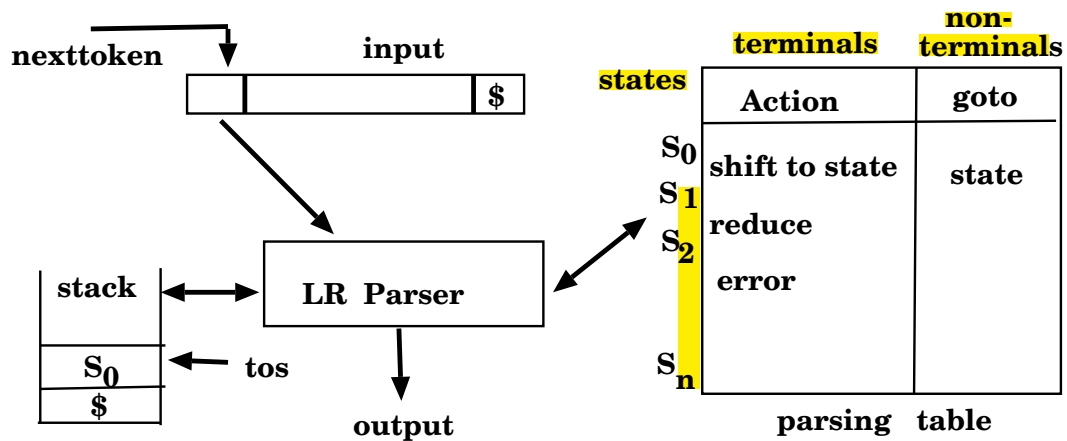 nexttoken
input
$
stack
S0
$
tos
LR Parser
output
states
terminals
non-
terminals
Action
goto
S0
S1
S2
Sn
shift to state
reduce
error
state
parsing table